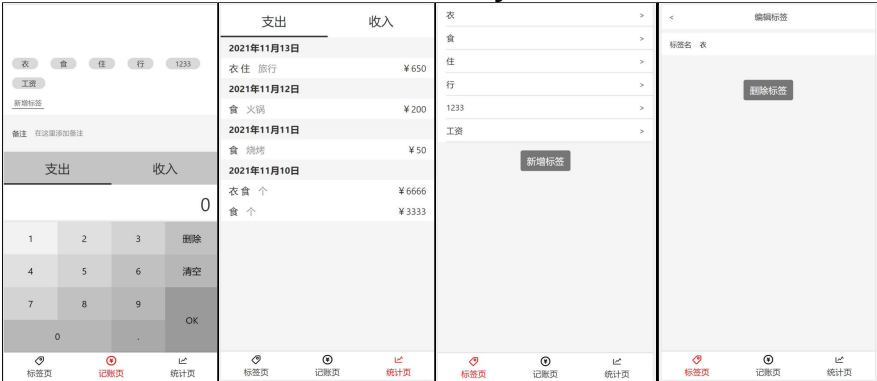 衣 食 住 行 1233
工资
新增标签
备注 在这里添加备注
支出 收入
0
1 2 3 删除
4 5 6 清空
7 8 9
OK
0 .
标签页 记账页 统计页
支出 收入
2021年11月13日
衣住 旅行 ¥650
2021年11月12日
食 火锅 ¥200
2021年11月11日
食 烧烤 ¥50
2021年11月10日
衣食 个 ¥6666
食 个 ¥3333
标签页 记账页 统计页
衣 >
食 >
住 >
行 >
1233 >
工资 >
新增标签
标签页 记账页 统计页
< 编辑标签
标签名 衣
删除标签
标签页 记账页 统计页